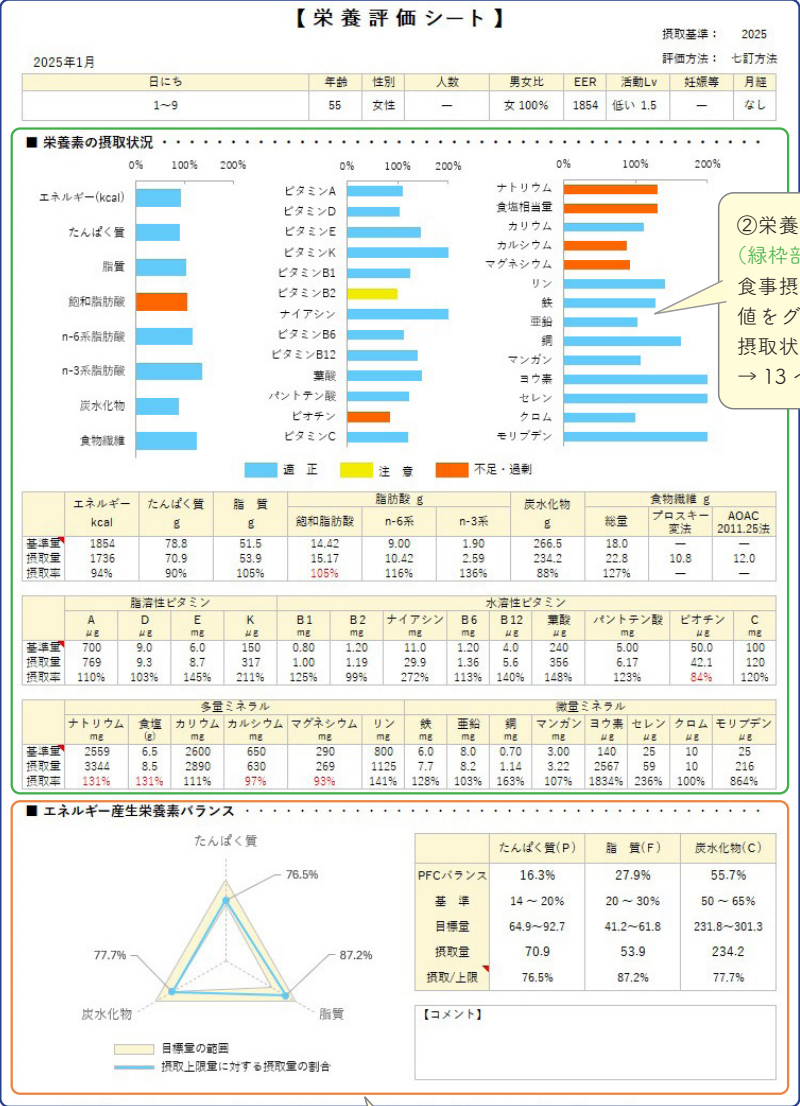 【 栄 養 評 価 シート 】
摂取基準： 2025
2025年1月
評価方法： 七訂方法
日にち 年齢 性別 人数 男女比 EER 活動Lv 妊娠等 月経
1～9 55 女性 ー 女 100% 1854 低い 1.5 ー なし
■ 栄養素の摂取状況
0% 100% 200%
エネルギー(kcal)
たんぱく質
脂質
飽和脂肪酸
n-6系脂肪酸
n-3系脂肪酸
炭水化物
食物繊維
0% 100% 200%
ビタミンA
ビタミンD
ビタミンE
ビタミンK
ビタミンB1
ビタミンB2
ナイアシン
ビタミンB6
ビタミンB12
葉酸
パントテン酸
ビオチン
ビタミンC
0% 100% 200%
ナトリウム
食塩相当量
カリウム
カルシウム
マグネシウム
リン
鉄
亜鉛
銅
マンガン
ヨウ素
セレン
クロム
モリブデン
②栄養
（緑枠部
食事摂
値をグ
摂取状
→ 13 ～
適 正 注 意 不足・過剰
エネルギー たんぱく質 脂 質 脂肪酸 g 炭水化物 食物繊維 g
kcal g g 飽和脂肪酸 n-6系 n-3系 g 総量 プロスキー変法 AOAC 2011.25法
基準量 1854 78.8 51.5 14.42 9.00 1.90 266.5 18.0 ー ー
摂取量 1736 70.9 53.9 15.17 10.42 2.59 234.2 22.8 10.8 12.0
摂取率 94% 90% 105% 105% 116% 136% 88% 127% ー ー
脂溶性ビタミン 水溶性ビタミン
A D E K B1 B2 ナイアシン B6 B12 葉酸 パントテン酸 ビオチン C
μg μg mg μg mg mg mg mg μg μg mg μg mg
基準量 700 9.0 6.0 150 0.80 1.20 11.0 1.20 4.0 240 5.00 50.0 100
摂取量 769 9.3 8.7 317 1.00 1.19 29.9 1.36 5.6 356 6.17 42.1 120
摂取率 110% 103% 145% 211% 125% 99% 272% 113% 140% 148% 123% 84% 120%
多量ミネラル 微量ミネラル
ナトリウム 食塩 カリウム カルシウム マグネシウム リン 鉄 亜鉛 銅 マンガン ヨウ素 セレン クロム モリブデン
mg (g) mg mg mg mg mg mg mg mg μg μg μg μg
基準量 2559 6.5 2600 650 290 800 6.0 8.0 0.70 3.00 140 25 10 25
摂取量 3344 8.5 2890 630 269 1125 7.7 8.2 1.14 3.22 2567 59 10 216
摂取率 131% 131% 111% 97% 93% 141% 128% 103% 163% 107% 1834% 236% 100% 864%
■ エネルギー産生栄養素バランス
たんぱく質
76.5%
77.7%
87.2%
炭水化物
脂質
目標量の範囲
摂取上限量に対する摂取量の割合
たんぱく質(P) 脂 質(F) 炭水化物(C)
PFCバランス 16.3% 27.9% 55.7%
基 準 14 ～ 20% 20 ～ 30% 50 ～ 65%
目標量 64.9～92.7 41.2～61.8 231.8～301.3
摂取量 70.9 53.9 234.2
摂取/上限 76.5% 87.2% 77.7%
【コメント】